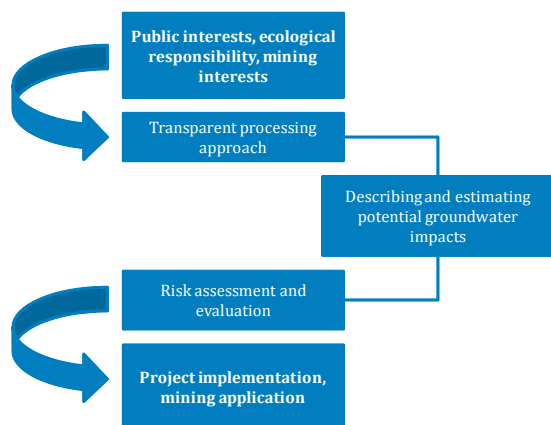 Public interests, ecological
responsibility, mining
interests
Transparent processing
approach
Describing and estimating
potential groundwater
impacts
Risk assessment and
evaluation
Project implementation,
mining application